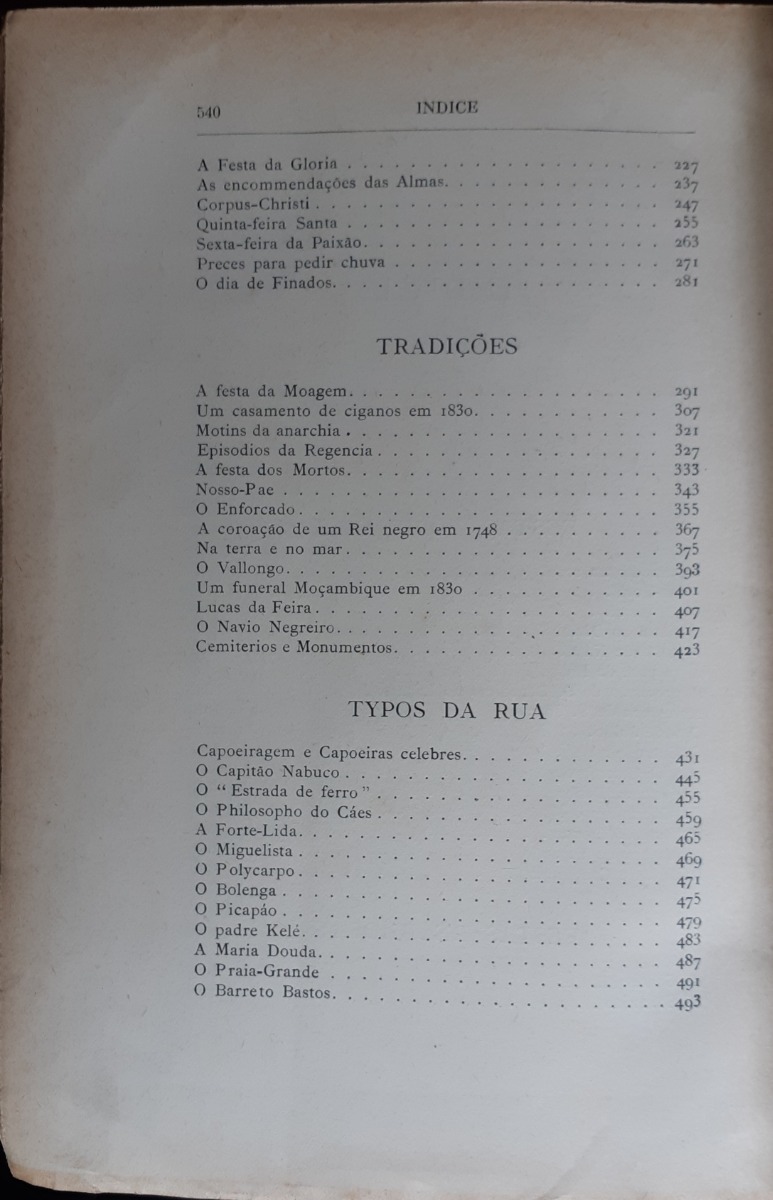 540 INDICE
A Festa da Gloria . . . . . . . . . . . . . . . . 227
As encommendações das Almas. . . . . . . . . . . . 237
Corpus-Christi . . . . . . . . . . . . . . . . . . 247
Quinta-feira Santa . . . . . . . . . . . . . . . . 255
Sexta-feira da Paixão. . . . . . . . . . . . . . . 263
Preces para pedir chuva . . . . . . . . . . . . . . 271
O dia de Finados. . . . . . . . . . . . . . . . . . 281
TRADIÇÕES
A festa da Moagem. . . . . . . . . . . . . . . . . 291
Um casamento de ciganos em 1830. . . . . . . . . . 307
Motins da anarchia . . . . . . . . . . . . . . . . 321
Episodios da Regencia . . . . . . . . . . . . . . . 327
A festa dos Mortos. . . . . . . . . . . . . . . . . 333
Nosso-Pae . . . . . . . . . . . . . . . . . . . . . 343
O Enforcado. . . . . . . . . . . . . . . . . . . . 355
A coroação de um Rei negro em 1748 . . . . . . . . 367
Na terra e no mar. . . . . . . . . . . . . . . . . 375
O Vallongo. . . . . . . . . . . . . . . . . . . . . 393
Um funeral Moçambique em 1830 . . . . . . . . . . . 401
Lucas da Feira. . . . . . . . . . . . . . . . . . . 407
O Navio Negreiro. . . . . . . . . . . . . . . . . . 417
Cemiterios e Monumentos. . . . . . . . . . . . . . 423
TYPOS DA RUA
Capoeiragem e Capoeiras celebres. . . . . . . . . . 431
O Capitão Nabuco . . . . . . . . . . . . . . . . . 445
O “ Estrada de ferro ” . . . . . . . . . . . . . . 455
O Philosopho do Cáes . . . . . . . . . . . . . . . 459
A Forte-Lida. . . . . . . . . . . . . . . . . . . . 465
O Miguelista . . . . . . . . . . . . . . . . . . . 469
O Polycarpo. . . . . . . . . . . . . . . . . . . . 471
O Bolenga . . . . . . . . . . . . . . . . . . . . . 475
O Picapáo . . . . . . . . . . . . . . . . . . . . . 479
O padre Kelé. . . . . . . . . . . . . . . . . . . . 483
A Maria Douda. . . . . . . . . . . . . . . . . . . 487
O Praia-Grande . . . . . . . . . . . . . . . . . . 491
O Barreto Bastos. . . . . . . . . . . . . . . . . . 493